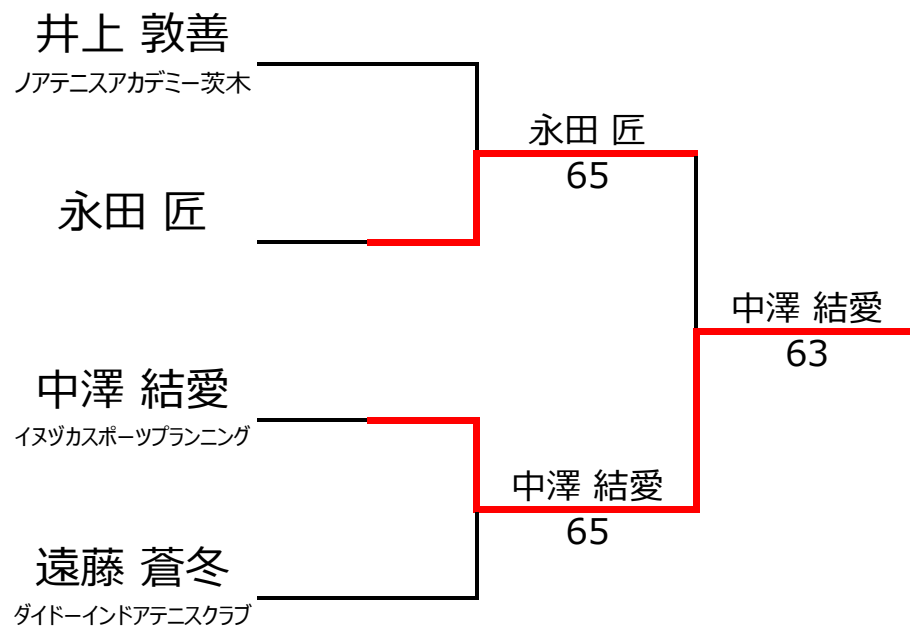 井上 敦善
ノアテニスアカデミー茨木
永田 匠
65
永田 匠
中澤 結愛
63
中澤 結愛
イヌヅカスポーツプランニング
中澤 結愛
65
遠藤 蒼冬
ダイドーインドアテニスクラブ